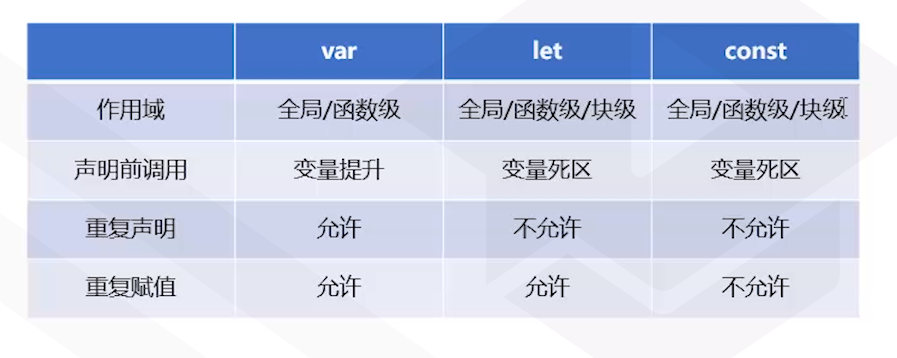 var let const
作用域 全局/函数级 全局/函数级/块级 全局/函数级/块级
声明前调用 变量提升 变量死区 变量死区
重复声明 允许 不允许 不允许
重复赋值 允许 允许 不允许